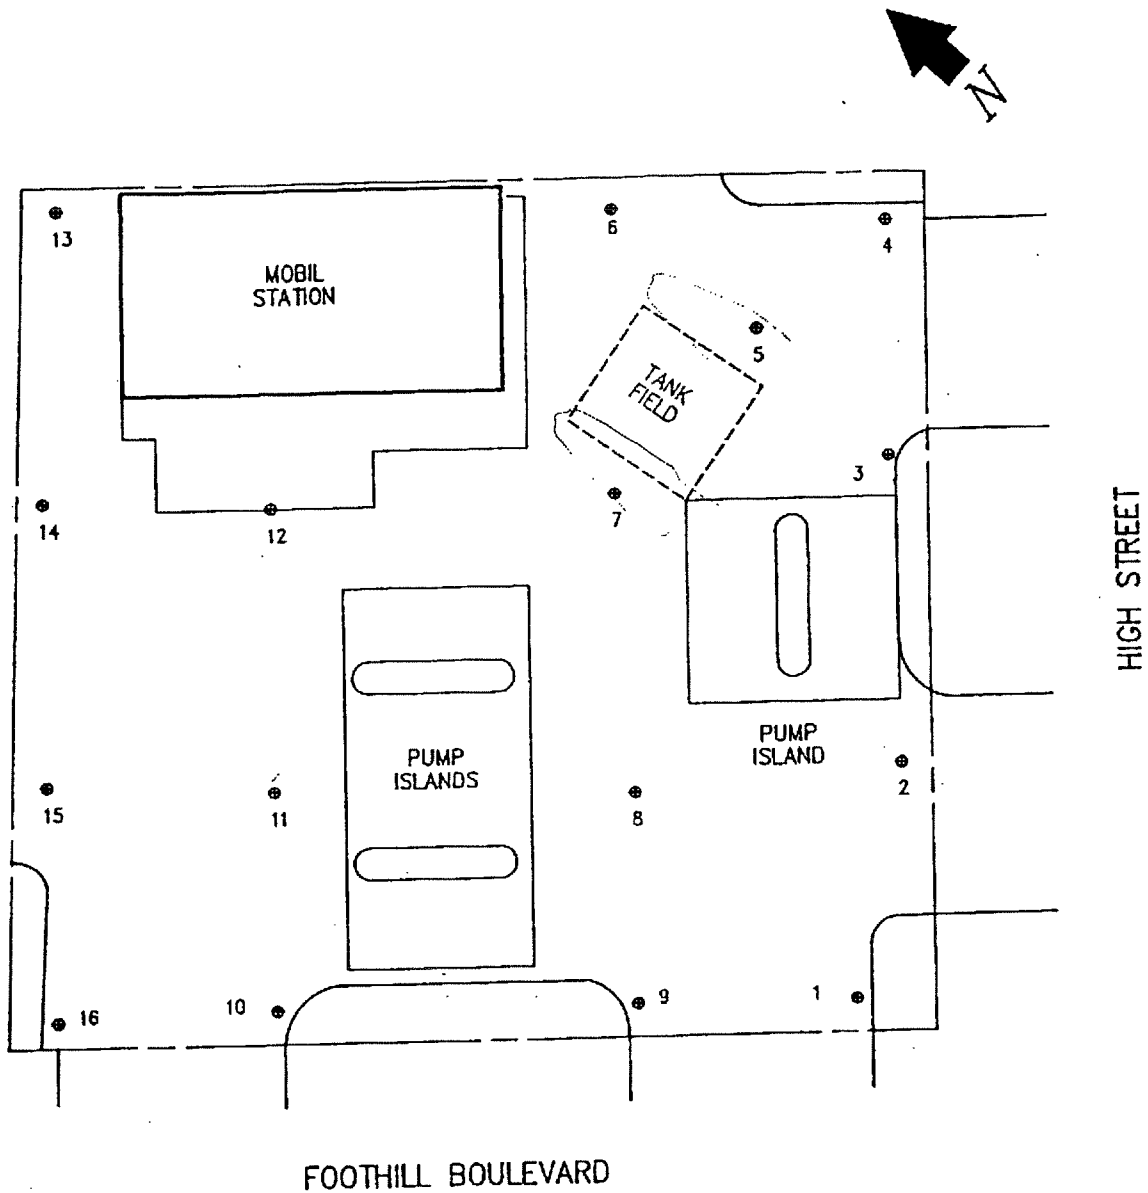 N
13
6
4
MOBIL
STATION
5
TANK
FIELD
3
14
12
7
HIGH STREET
PUMP
ISLAND
PUMP
ISLANDS
2
15
11
8
16
10
9
1
FOOTHILL BOULEVARD